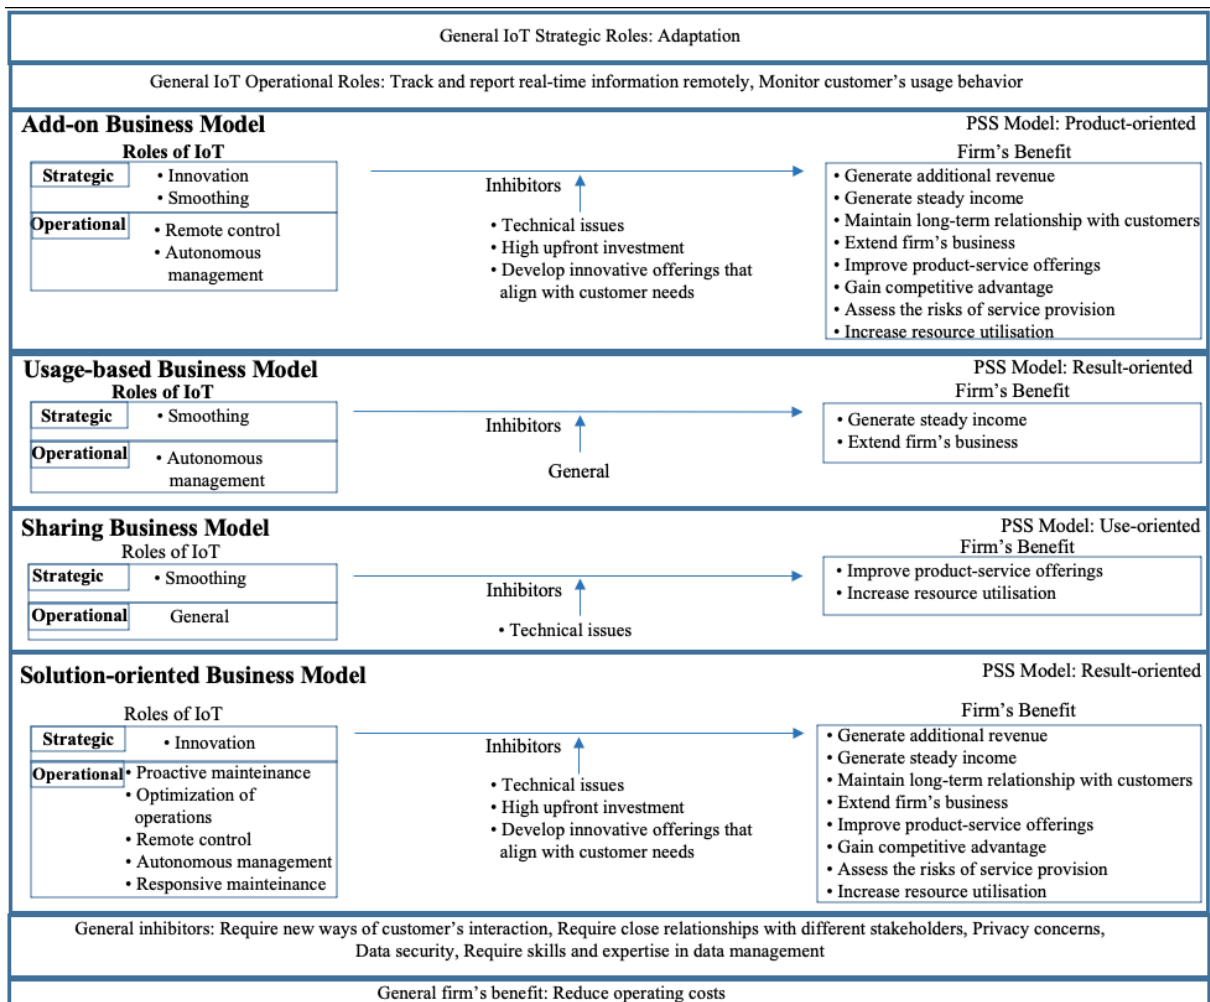 General IoT Strategic Roles: Adaptation
General IoT Operational Roles: Track and report real-time information remotely, Monitor customer's usage behavior
Add-on Business Model
PSS Model: Product-oriented
Roles of IoT
Strategic
• Innovation
• Smoothing
Operational
• Remote control
• Autonomous
management
Inhibitors
• Technical issues
• High upfront investment
• Develop innovative offerings that
align with customer needs
Firm's Benefit
• Generate additional revenue
• Generate steady income
• Maintain long-term relationship with customers
• Extend firm's business
• Improve product-service offerings
• Gain competitive advantage
• Assess the risks of service provision
• Increase resource utilisation
Usage-based Business Model
PSS Model: Result-oriented
Roles of IoT
Strategic
• Smoothing
Operational
• Autonomous
management
Inhibitors
General
Firm's Benefit
• Generate steady income
• Extend firm's business
Sharing Business Model
PSS Model: Use-oriented
Roles of IoT
Strategic
• Smoothing
Operational
General
Inhibitors
• Technical issues
Firm's Benefit
• Improve product-service offerings
• Increase resource utilisation
Solution-oriented Business Model
PSS Model: Result-oriented
Roles of IoT
Strategic
• Innovation
Operational
• Proactive mainteinance
• Optimization of
operations
• Remote control
• Autonomous management
• Responsive mainteinance
Inhibitors
• Technical issues
• High upfront investment
• Develop innovative offerings that
align with customer needs
Firm's Benefit
• Generate additional revenue
• Generate steady income
• Maintain long-term relationship with customers
• Extend firm's business
• Improve product-service offerings
• Gain competitive advantage
• Assess the risks of service provision
• Increase resource utilisation
General inhibitors: Require new ways of customer's interaction, Require close relationships with different stakeholders, Privacy concerns,
Data security, Require skills and expertise in data management
General firm's benefit: Reduce operating costs